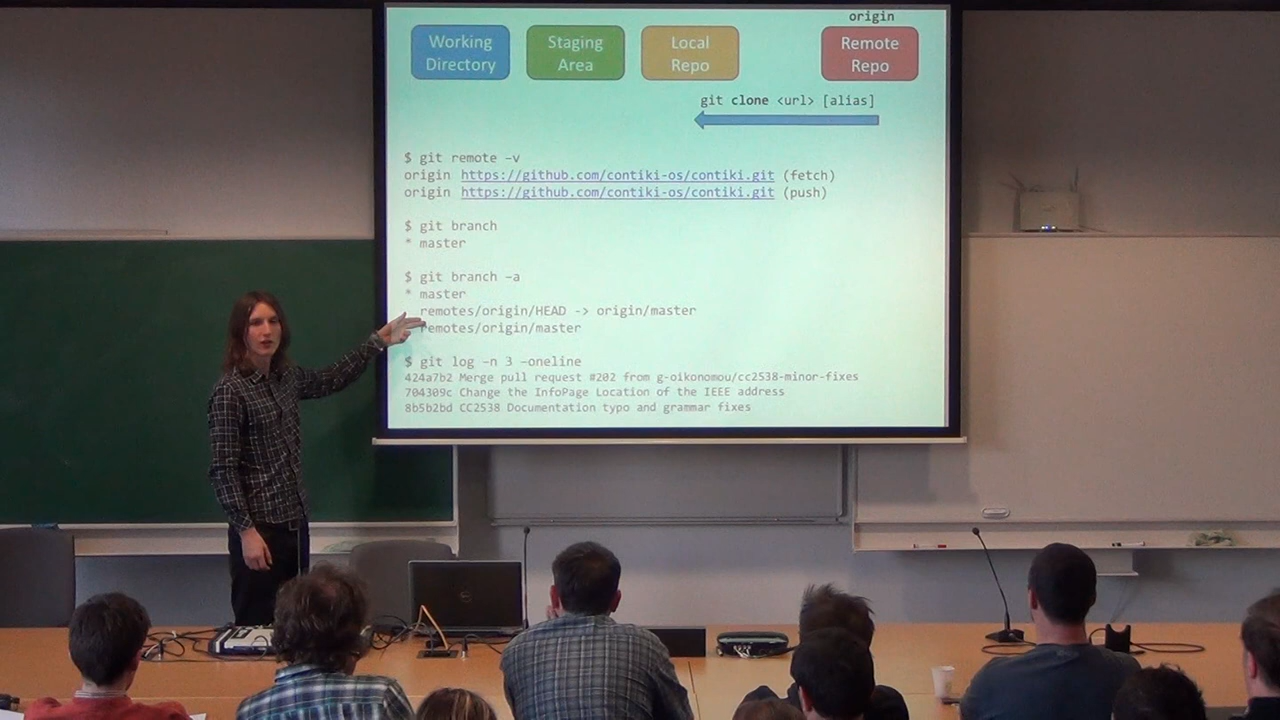 origin
Working Directory
Staging Area
Local Repo
Remote Repo
git clone <url> [alias]
$ git remote –v
origin https://github.com/contiki-os/contiki.git (fetch)
origin https://github.com/contiki-os/contiki.git (push)
$ git branch
* master
$ git branch –a
* master
remotes/origin/HEAD -> origin/master
remotes/origin/master
$ git log –n 3 –oneline
424a7b2 Merge pull request #202 from g-oikonomou/cc2538-minor-fixes
704309c Change the InfoPage Location of the IEEE address
8b5b2bd CC2538 Documentation typo and grammar fixes